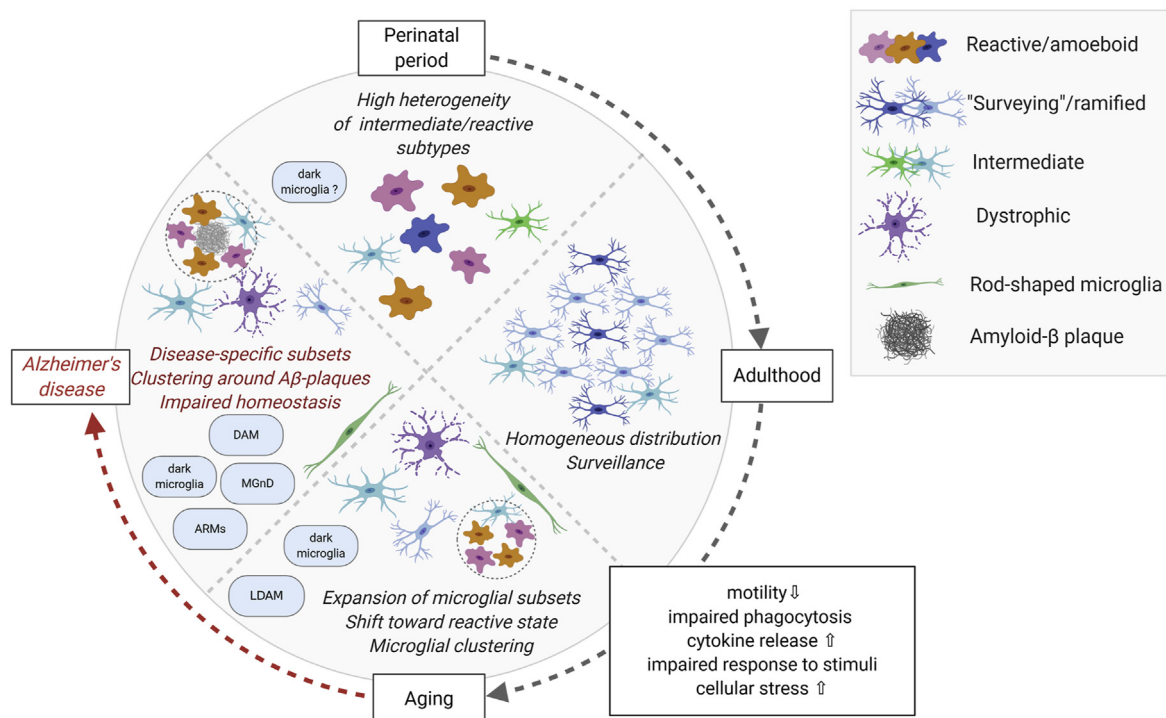 Perinatal
period
High heterogeneity
of intermediate/reactive
subtypes
dark
microglia ?
Adulthood
Homogeneous distribution
Surveillance
motility⇩
impaired phagocytosis
cytokine release ⇧
impaired response to stimuli
cellular stress ⇧
Aging
Expansion of microglial subsets
Shift toward reactive state
Microglial clustering
dark
microglia
LDAM
Alzheimer's
disease
Disease-specific subsets
Clustering around Aβ-plaques
Impaired homeostasis
DAM
dark
microglia
MGnD
ARMs
Reactive/amoeboid
"Surveying"/ramified
Intermediate
Dystrophic
Rod-shaped microglia
Amyloid-β plaque